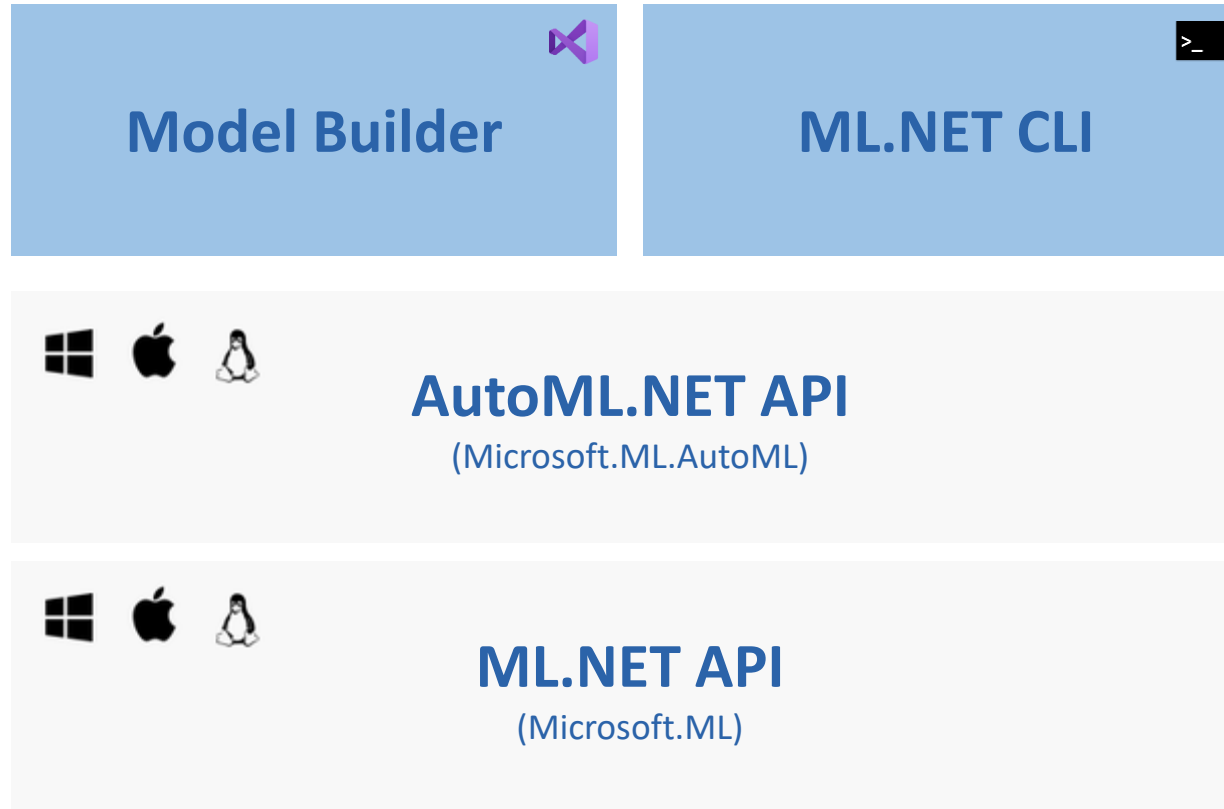 Model Builder
>_
ML.NET CLI
AutoML.NET API
(Microsoft.ML.AutoML)
ML.NET API
(Microsoft.ML)